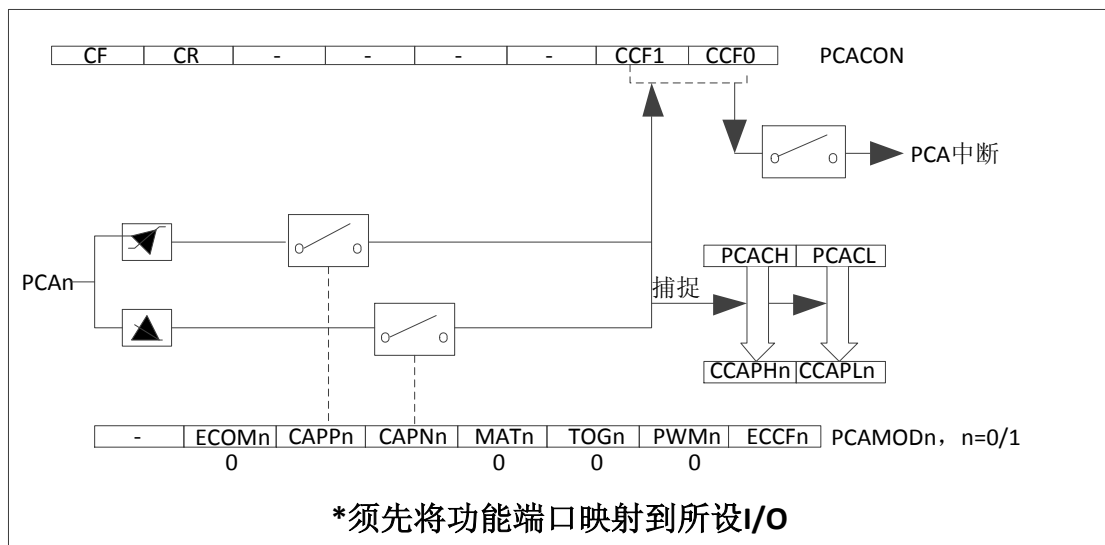 CF CR - - - - CCF1 CCF0 PCACON
PCA中断
PCAn
PCACH PCACL
捕捉
CCAPHn CCAPLn
- ECOMn CAPPn CAPNn MATn TOGn PWMn ECCFn PCAMODn，n=0/1
0 0 0 0
*须先将功能端口映射到所设I/O